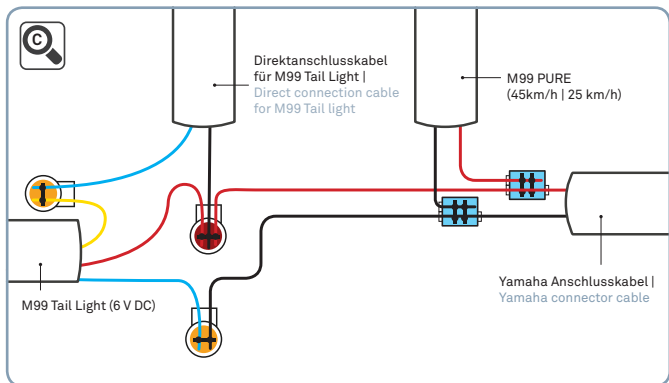 C
Direktanschlusskabel
für M99 Tail Light |
Direct connection cable
for M99 Tail light
M99 PURE
(45km/h | 25 km/h)
M99 Tail Light (6 V DC)
Yamaha Anschlusskabel |
Yamaha connector cable